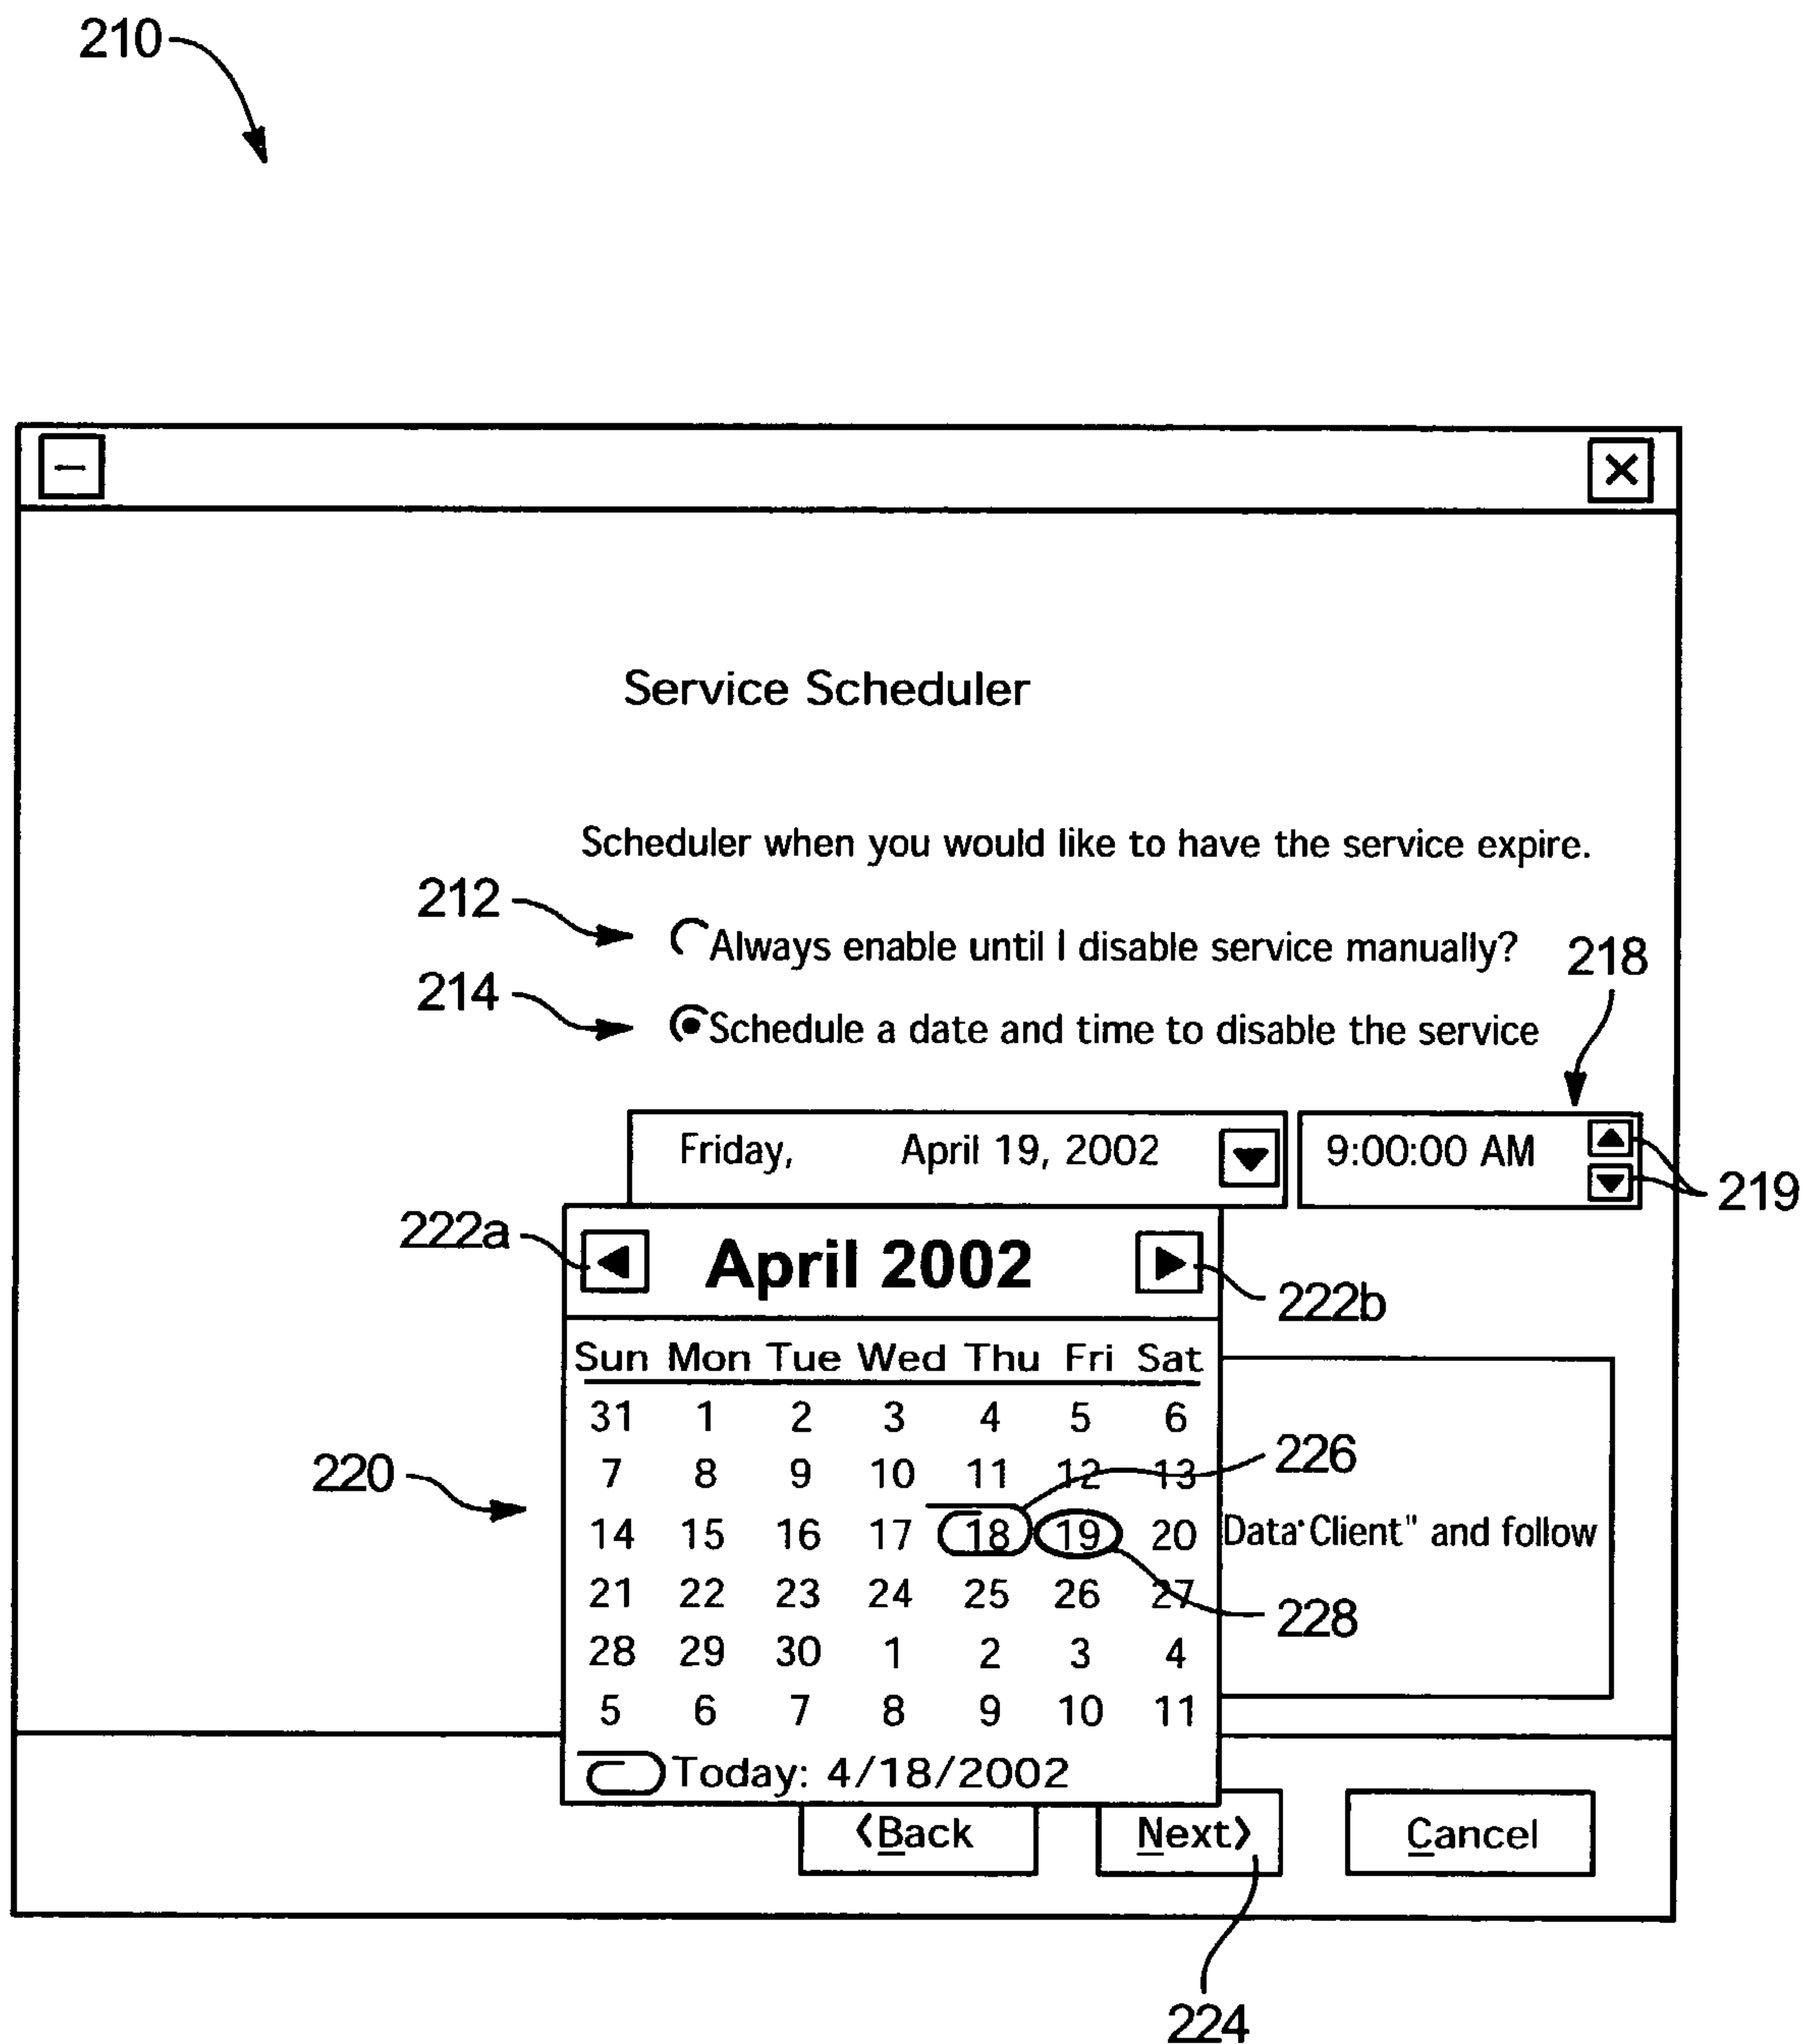 210
Service Scheduler
Scheduler when you would like to have the service expire.
212
Always enable until I disable service manually?
218
214
Schedule a date and time to disable the service
Friday, April 19, 2002
9:00:00 AM
219
222a
April 2002
222b
Sun Mon Tue Wed Thu Fri Sat
31 1 2 3 4 5 6
7 8 9 10 11 12 13
226
220
14 15 16 17 18 19 20
Data Client" and follow
21 22 23 24 25 26 27
228
28 29 30 1 2 3 4
5 6 7 8 9 10 11
Today: 4/18/2002
<Back
Next>
Cancel
224